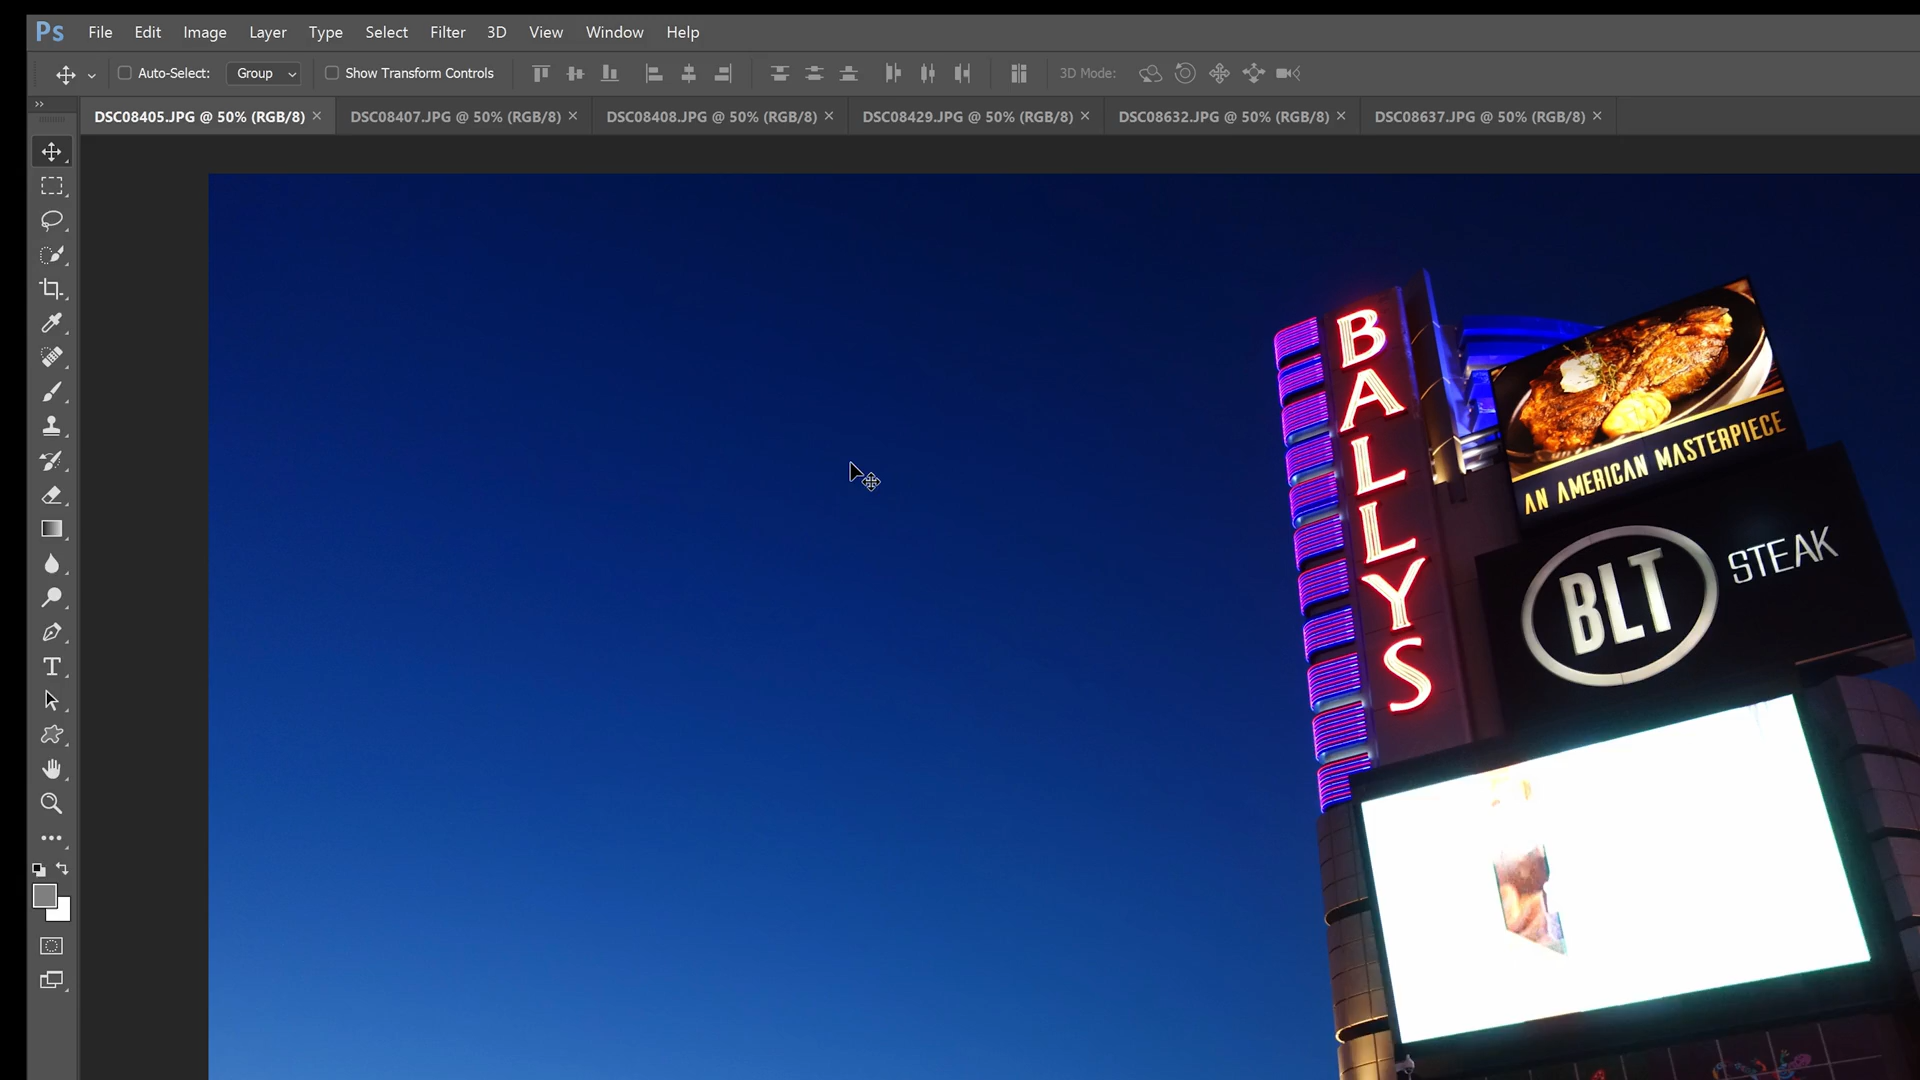 Ps File Edit Image Layer Type Select Filter 3D View Window Help
Auto-Select: Group Show Transform Controls 3D Mode:
DSC08405.JPG @ 50% (RGB/8) × DSC08407.JPG @ 50% (RGB/8) × DSC08408.JPG @ 50% (RGB/8) × DSC08429.JPG @ 50% (RGB/8) × DSC08632.JPG @ 50% (RGB/8) × DSC08637.JPG @ 50% (RGB/8) ×
BALLYS
AN AMERICAN MASTERPIECE
BLT STEAK